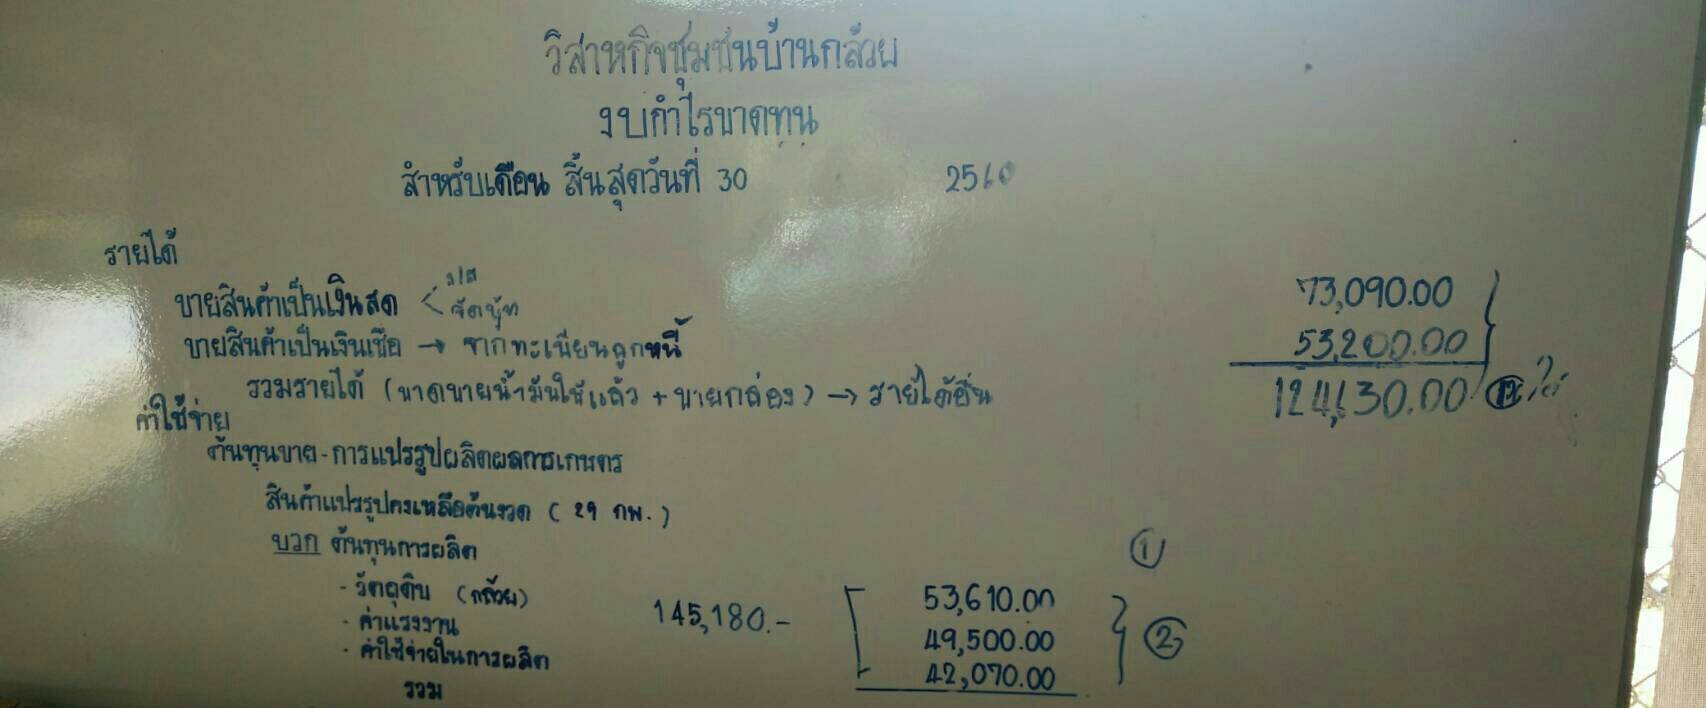 วิสาหกิจชุมชนบ้านกล้วย
งบกำไรขาดทุน
สำหรับเดือน สิ้นสุดวันที่ 30 2560
รายได้
ขายสินค้าเป็นเงินสด < 73,090.00
ขายสินค้าเป็นเงินเชื่อ → จากทะเบียนลูกหนี้ 53,200.00
รวมรายได้ (ขาดขายน้ำมันใช้แล้ว + ขายกล่อง) → รายได้อื่น 124,130.00
ค่าใช้จ่าย
ต้นทุนขาย - การแปรรูปผลิตผลการเกษตร
สินค้าแปรรูปคงเหลือต้นงวด ( 29 กพ. ) ①
บวก ต้นทุนการผลิต
- วัตถุดิบ (กล้วย) 145,180.- 53,610.00
- ค่าแรงงาน 49,500.00 ②
- ค่าใช้จ่ายในการผลิต 42,070.00
รวม